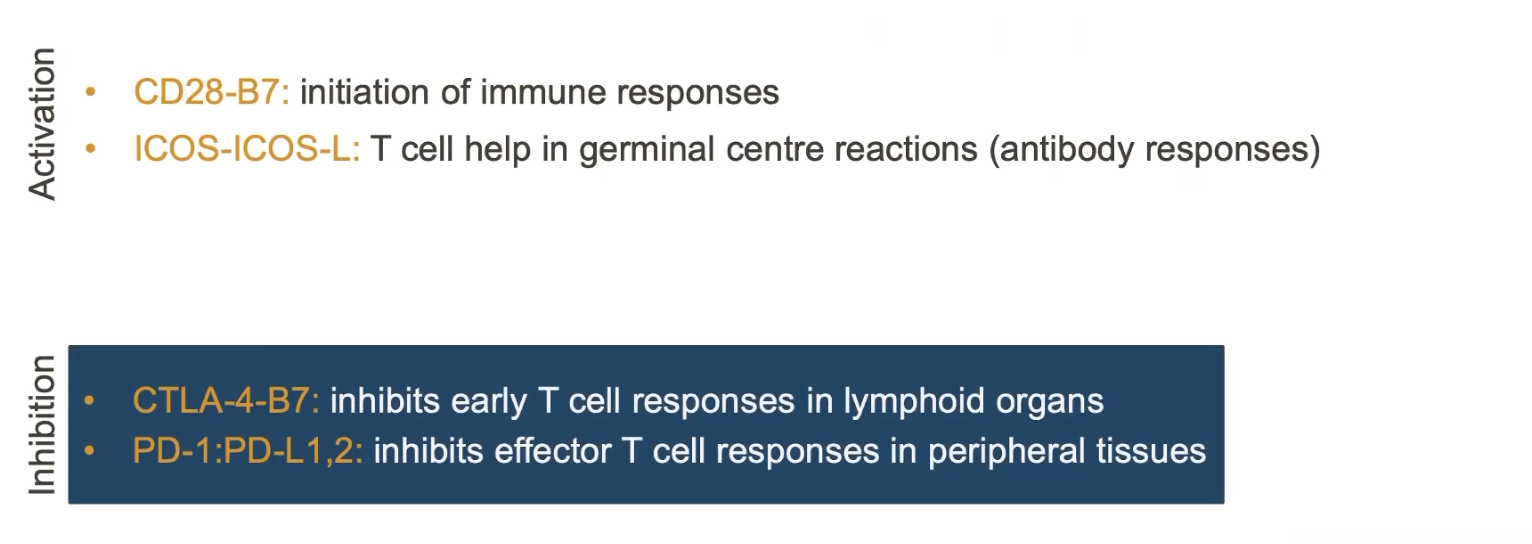 Activation
• CD28-B7: initiation of immune responses
• ICOS-ICOS-L: T cell help in germinal centre reactions (antibody responses)
Inhibition
• CTLA-4-B7: inhibits early T cell responses in lymphoid organs
• PD-1:PD-L1,2: inhibits effector T cell responses in peripheral tissues